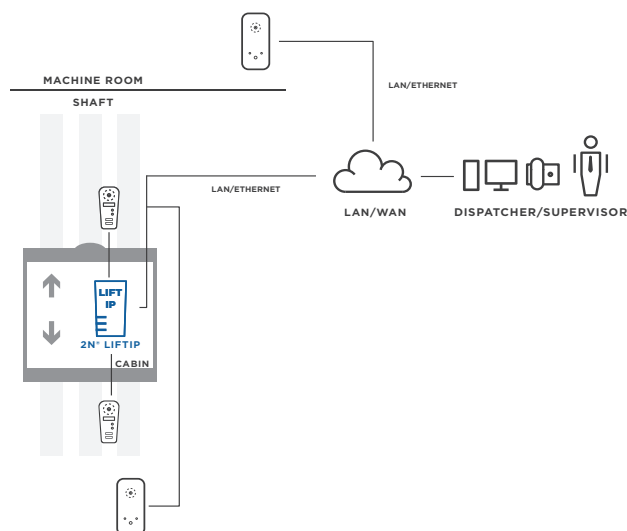 MACHINE ROOM
SHAFT
LAN/ETHERNET
LAN/ETHERNET
LAN/WAN
DISPATCHER/SUPERVISOR
LIFT
IP
2N® LIFTIP
CABIN